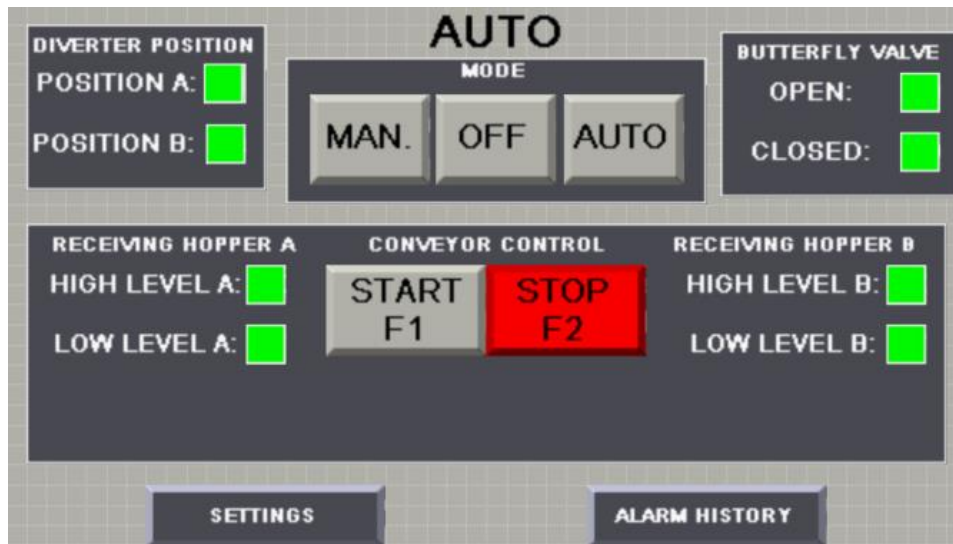 AUTO
DIVERTER POSITION
POSITION A:
POSITION B:
MODE
MAN.
OFF
AUTO
BUTTERFLY VALVE
OPEN:
CLOSED:
RECEIVING HOPPER A
HIGH LEVEL A:
LOW LEVEL A:
CONVEYOR CONTROL
START
F1
STOP
F2
RECEIVING HOPPER B
HIGH LEVEL B:
LOW LEVEL B:
SETTINGS
ALARM HISTORY